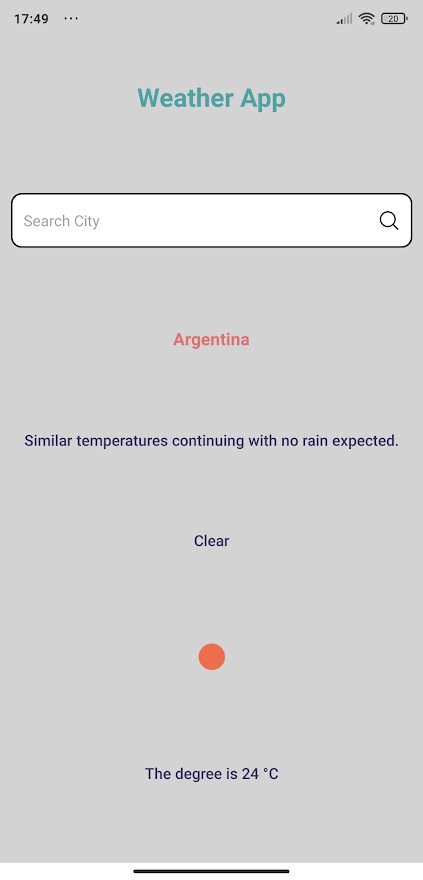 17:49 ...
20
Weather App
Search City
Argentina
Similar temperatures continuing with no rain expected.
Clear
The degree is 24 °C